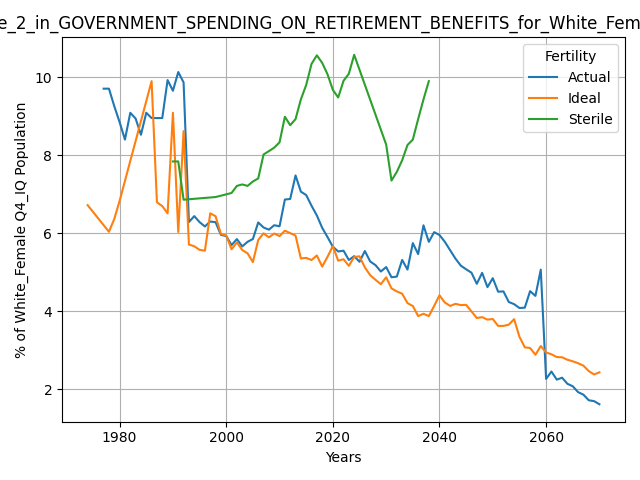 e_2_in_GOVERNMENT_SPENDING_ON_RETIREMENT_BENEFITS_for_White_Fem
Fertility
Actual
Ideal
Sterile
% of White_Female Q4_IQ Population
10
8
6
4
2
1980 2000 2020 2040 2060
Years